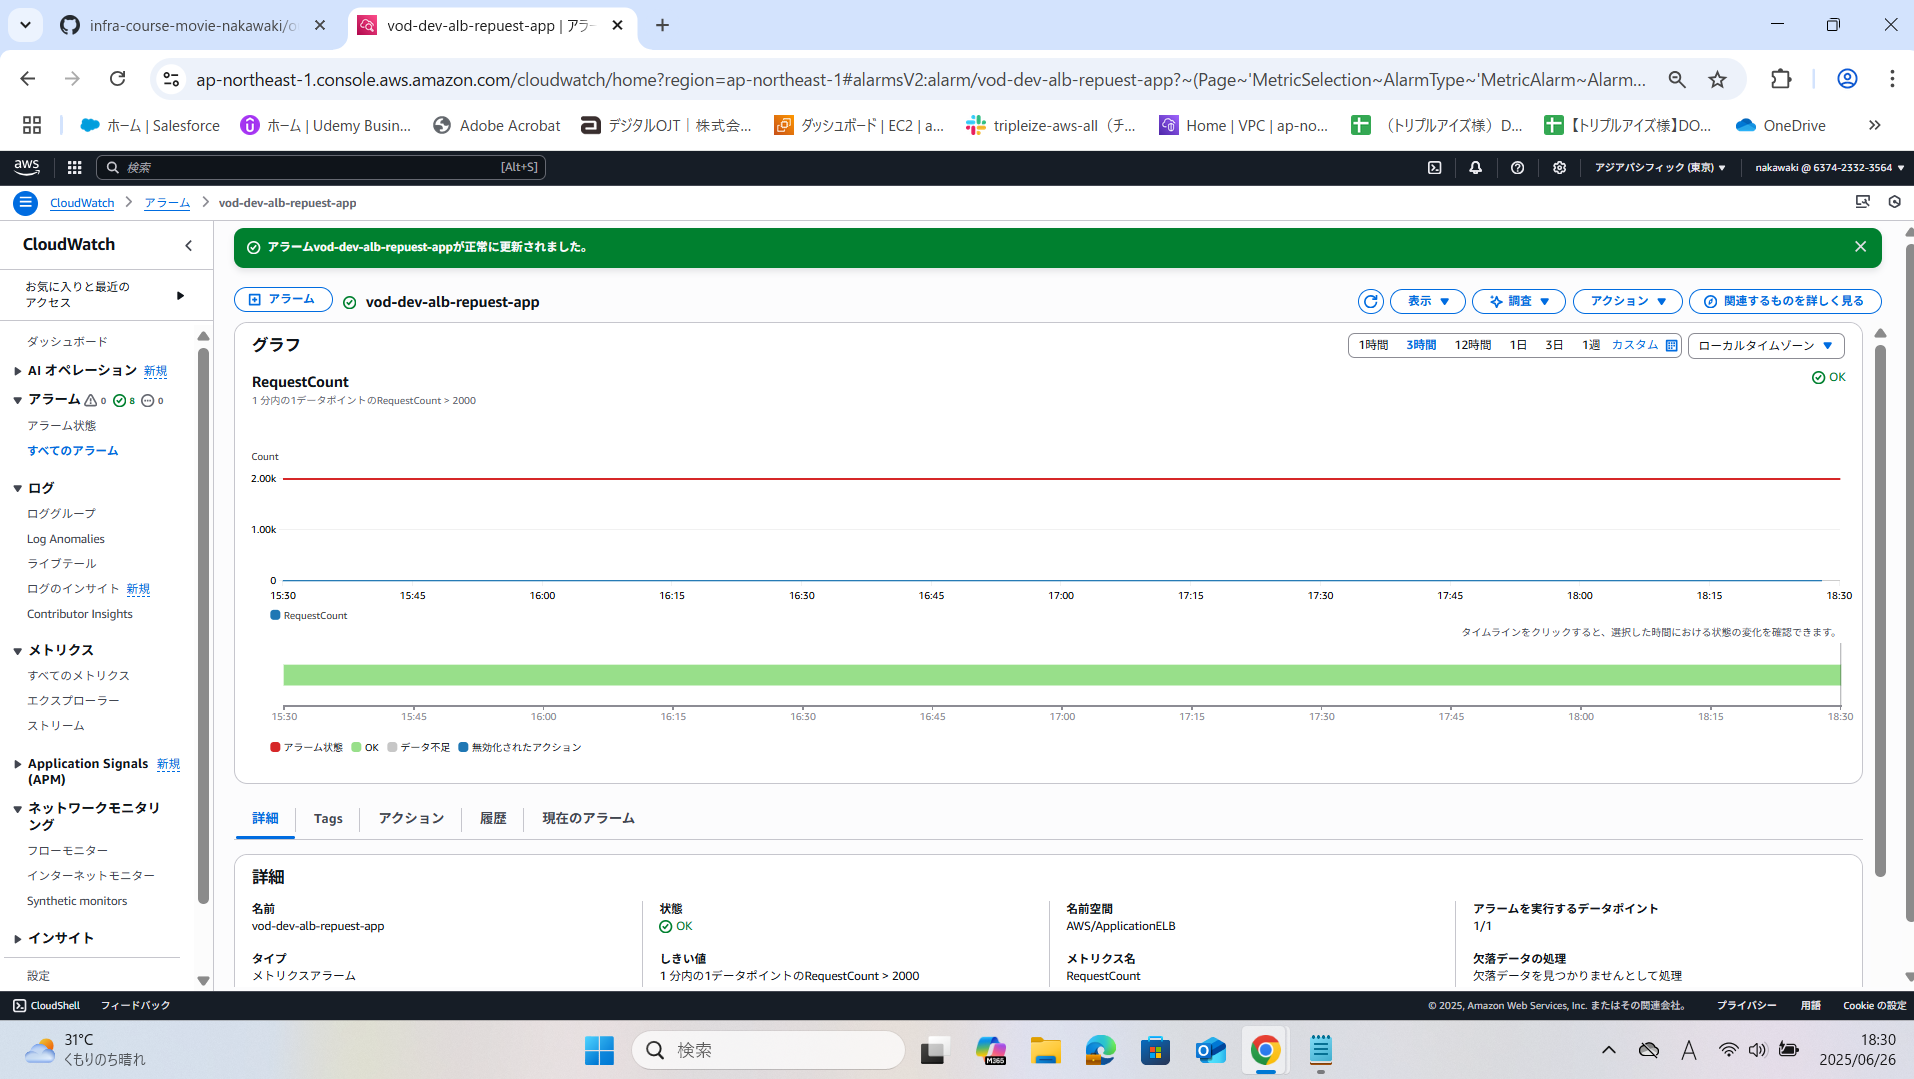 infra-course-movie-nakawaki/o
vod-dev-alb-repuest-app | アラー
ap-northeast-1.console.aws.amazon.com/cloudwatch/home?region=ap-northeast-1#alarmsV2:alarm/vod-dev-alb-repuest-app?~(Page~'MetricSelection~AlarmType~'MetricAlarm~Alarm...
ホーム | Salesforce
ホーム | Udemy Busin...
Adobe Acrobat
デジタルOJT | 株式会...
ダッシュボード | EC2 | a...
tripleize-aws-all（チ...
Home | VPC | ap-no...
（トリプルアイズ様）D...
【トリプルアイズ様】DO...
OneDrive
aws
検索
[Alt+S]
アジアパシフィック (東京)
nakawaki @ 6374-2332-3564
CloudWatch
アラーム
vod-dev-alb-repuest-app
CloudWatch
お気に入りと最近の
アクセス
ダッシュボード
AI オペレーション 新規
アラーム 0 8 0
アラーム状態
すべてのアラーム
ログ
ロググループ
Log Anomalies
ライブテール
ログのインサイト 新規
Contributor Insights
メトリクス
すべてのメトリクス
エクスプローラー
ストリーム
Application Signals 新規
(APM)
ネットワークモニタリ
ング
フローモニター
インターネットモニター
Synthetic monitors
インサイト
設定
アラームvod-dev-alb-repuest-appが正常に更新されました。
アラーム
vod-dev-alb-repuest-app
表示
調査
アクション
関連するものを詳しく見る
グラフ
1時間 3時間 12時間 1日 3日 1週 カスタム
ローカルタイムゾーン
RequestCount
OK
1 分内の1データポイントのRequestCount > 2000
Count
2.00k
1.00k
0
15:30 15:45 16:00 16:15 16:30 16:45 17:00 17:15 17:30 17:45 18:00 18:15 18:30
RequestCount
タイムラインをクリックすると、選択した時間における状態の変化を確認できます。
15:30 15:45 16:00 16:15 16:30 16:45 17:00 17:15 17:30 17:45 18:00 18:15 18:30
アラーム状態 OK データ不足 無効化されたアクション
詳細
Tags
アクション
履歴
現在のアラーム
詳細
名前
vod-dev-alb-repuest-app
タイプ
メトリクスアラーム
状態
OK
しきい値
1 分内の1データポイントのRequestCount > 2000
名前空間
AWS/ApplicationELB
メトリクス名
RequestCount
アラームを実行するデータポイント
1/1
欠落データの処理
欠落データを見つかりませんとして処理
CloudShell
フィードバック
© 2025, Amazon Web Services, Inc. またはその関連会社。
プライバシー
用語
Cookie の設定
31°C
くもりのち晴れ
検索
M365
A
18:30
2025/06/26